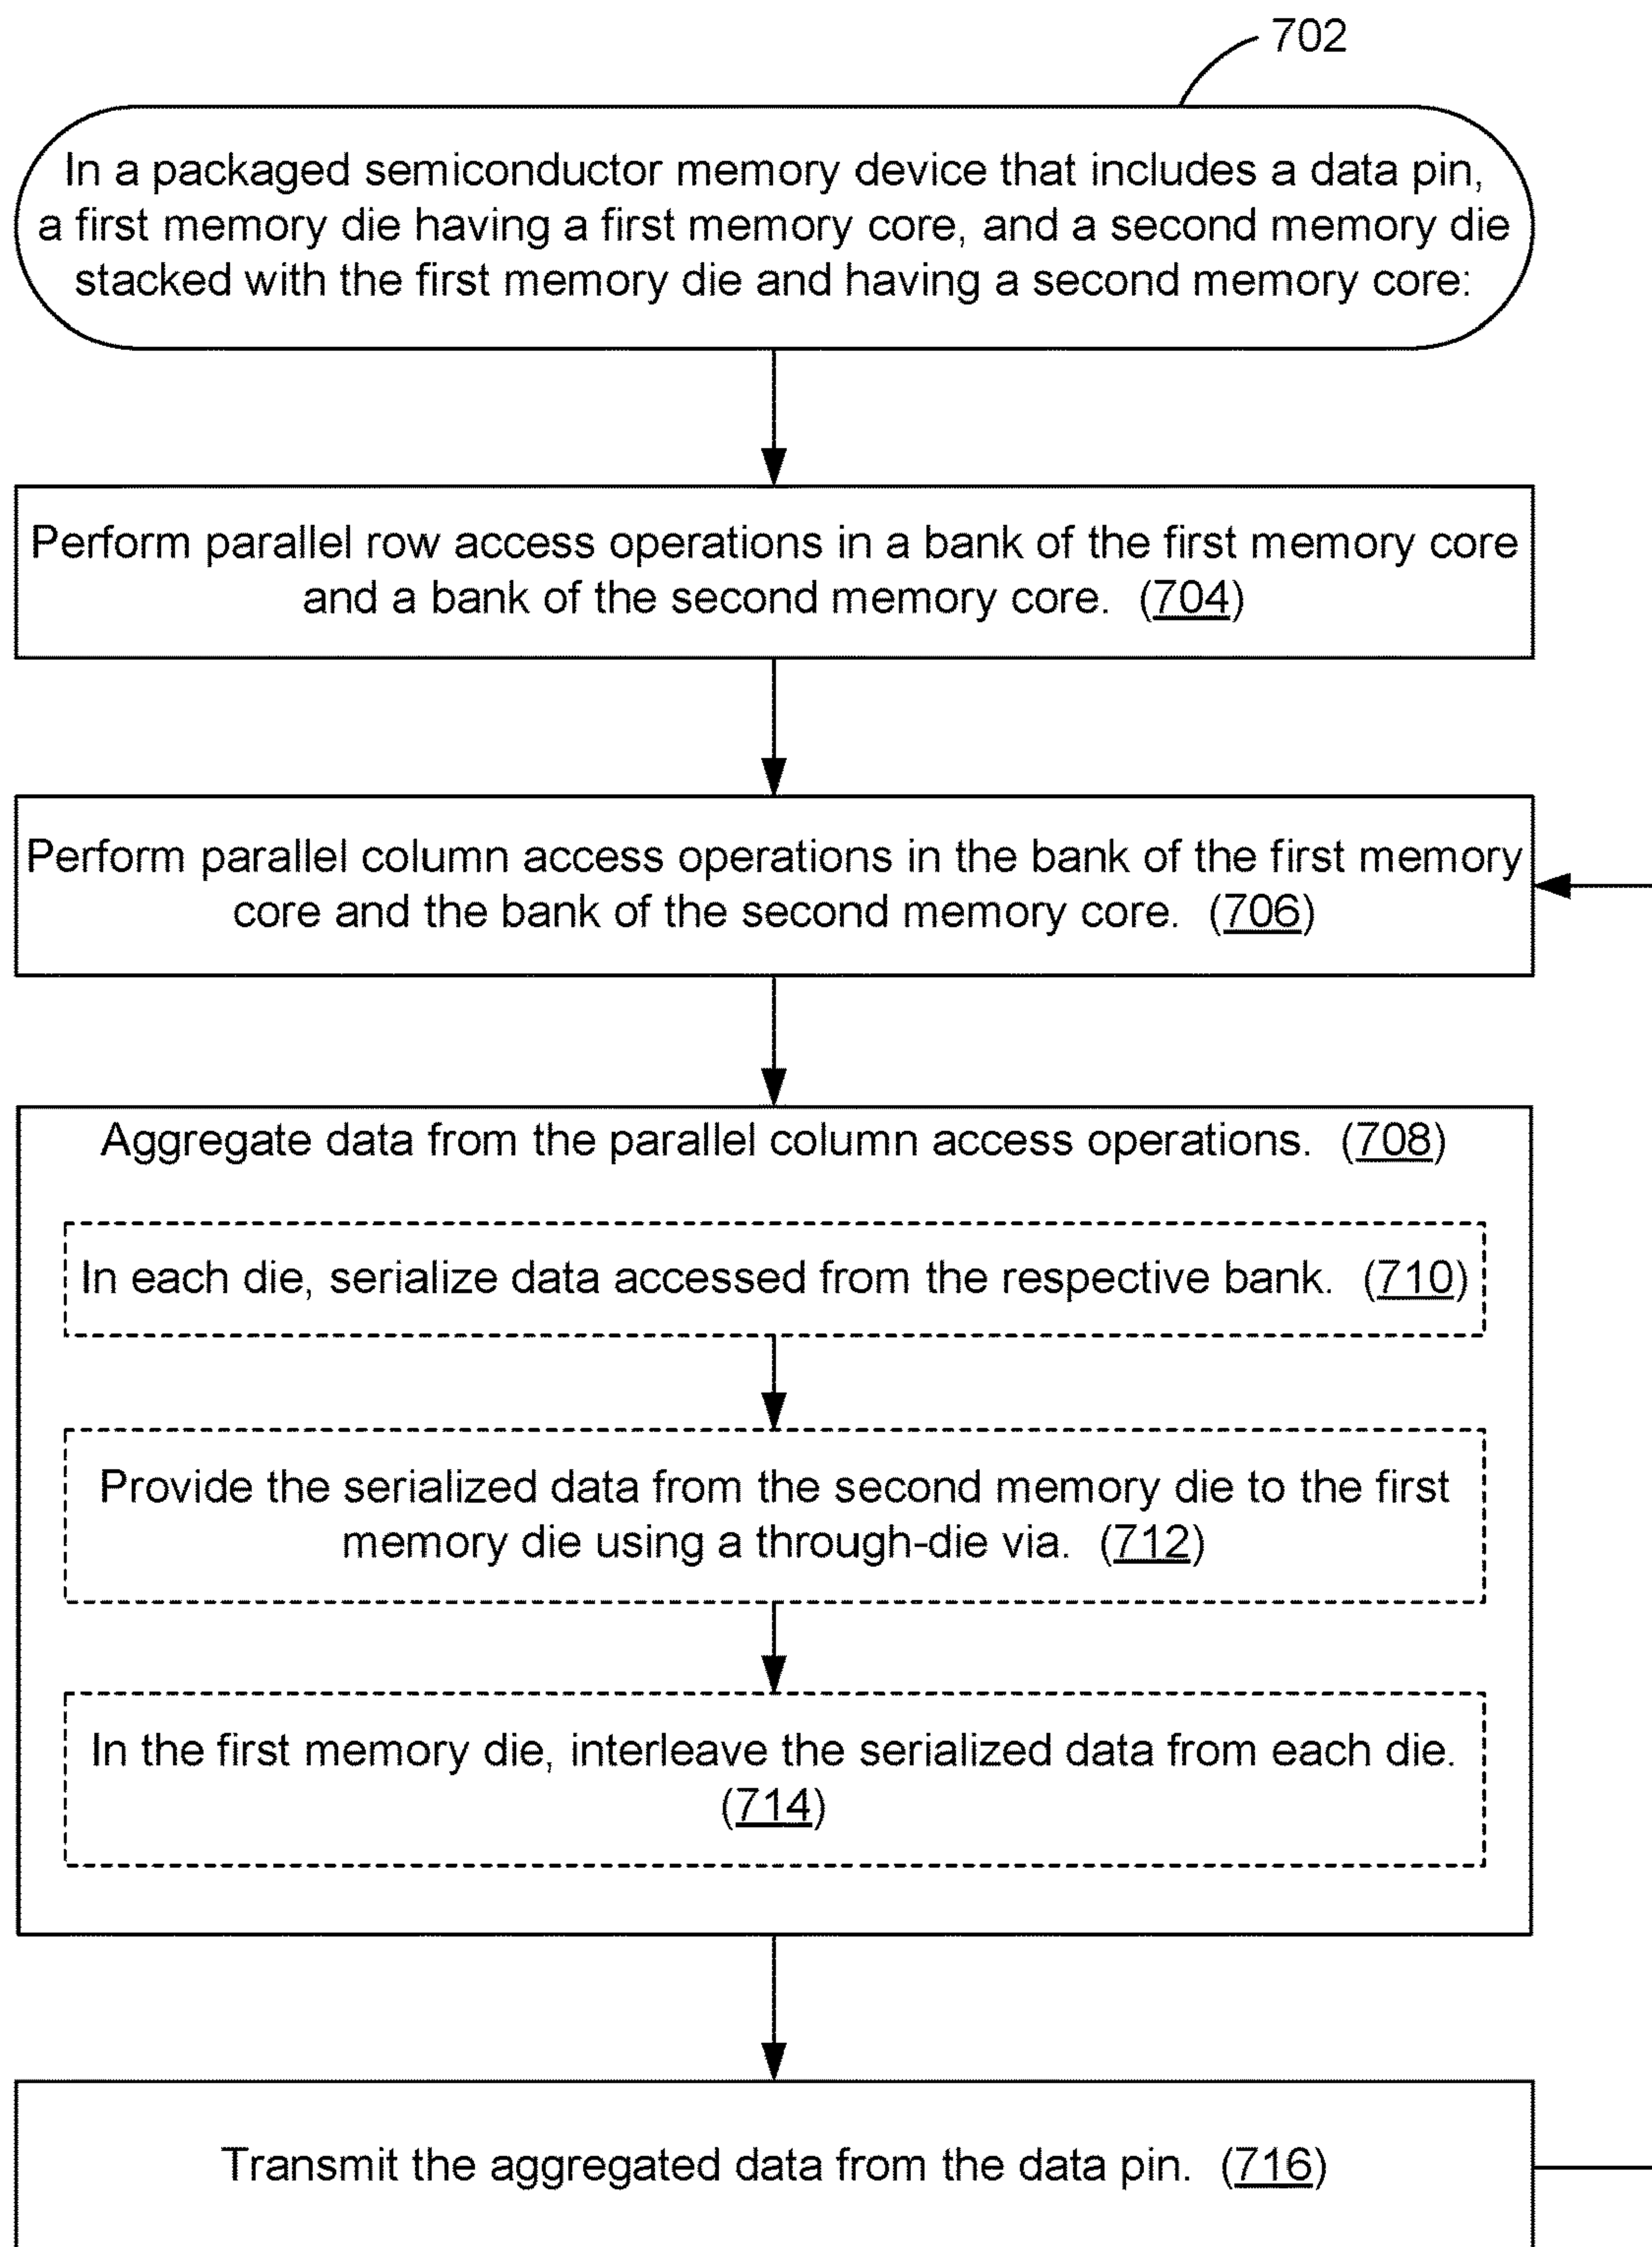 702
In a packaged semiconductor memory device that includes a data pin,
a first memory die having a first memory core, and a second memory die
stacked with the first memory die and having a second memory core:
Perform parallel row access operations in a bank of the first memory core
and a bank of the second memory core. (704)
Perform parallel column access operations in the bank of the first memory
core and the bank of the second memory core. (706)
Aggregate data from the parallel column access operations. (708)
In each die, serialize data accessed from the respective bank. (710)
Provide the serialized data from the second memory die to the first
memory die using a through-die via. (712)
In the first memory die, interleave the serialized data from each die.
(714)
Transmit the aggregated data from the data pin. (716)